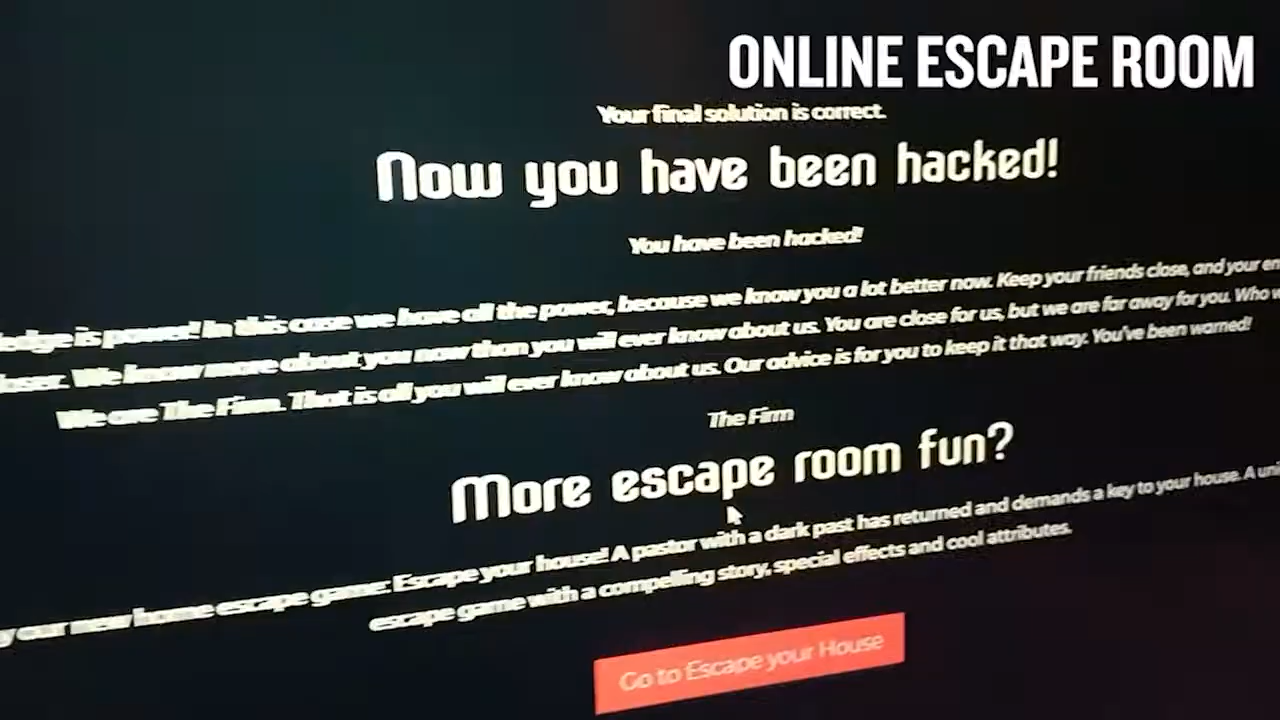 ONLINE ESCAPE ROOM
Your final solution is correct.
Now you have been hacked!
You have been hacked!
is power! In this case we have all the power, because we know you a lot better now. Keep your friends close, and your
We know more about you now than you will ever know about us. You are close for us, but we are far away for you. Who
We are The Firm. That is all you will ever know about us. Our advice is for you to keep it that way. You've been warned!
The Firm
More escape room fun?
our new home escape game: Escape your house! A pastor with a dark past has returned and demands a key to your house. A
escape game with a compelling story, special effects and cool attributes.
Go to Escape your House